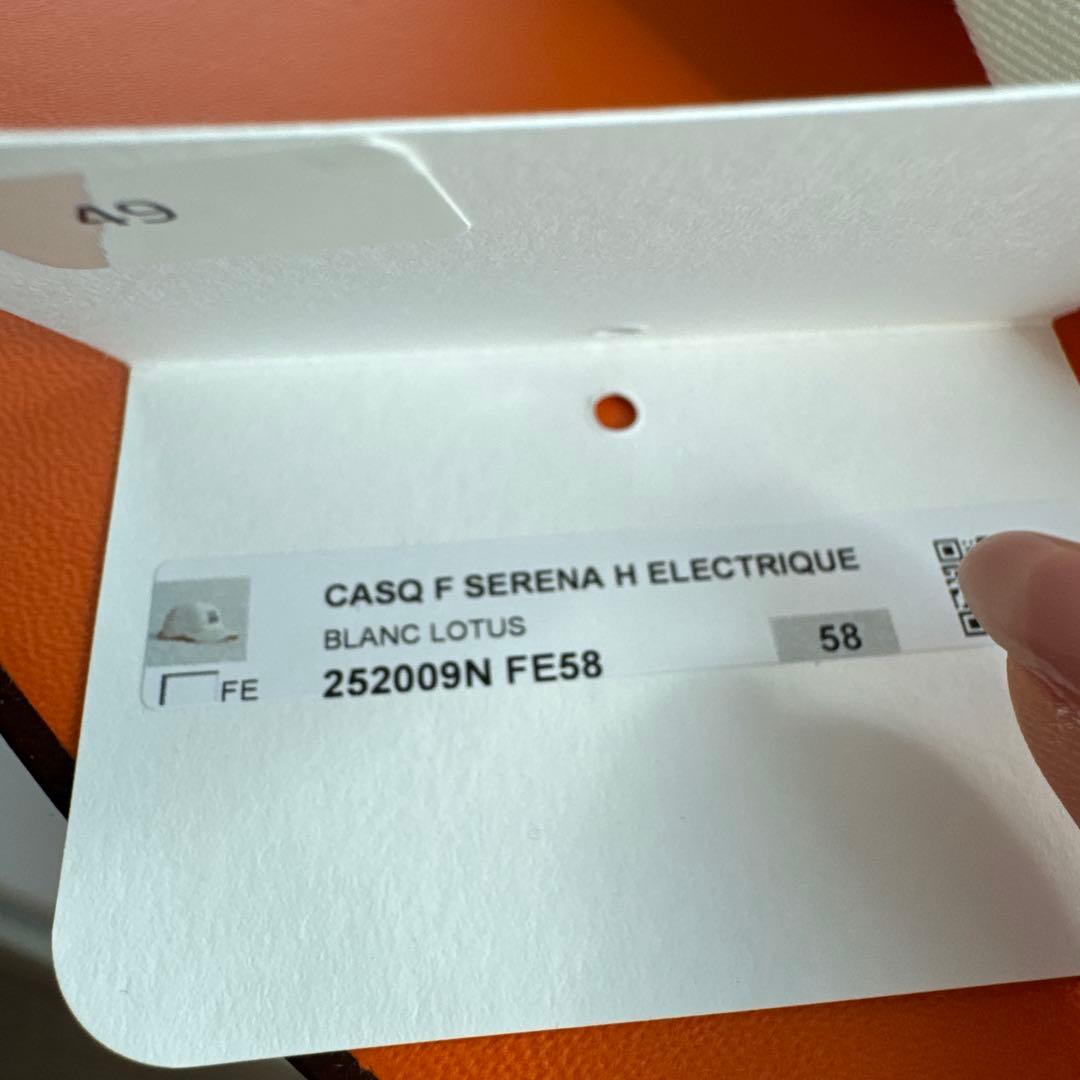 49
CASQ F SERENA H ELECTRIQUE
BLANC LOTUS
58
252009N FE58
FE